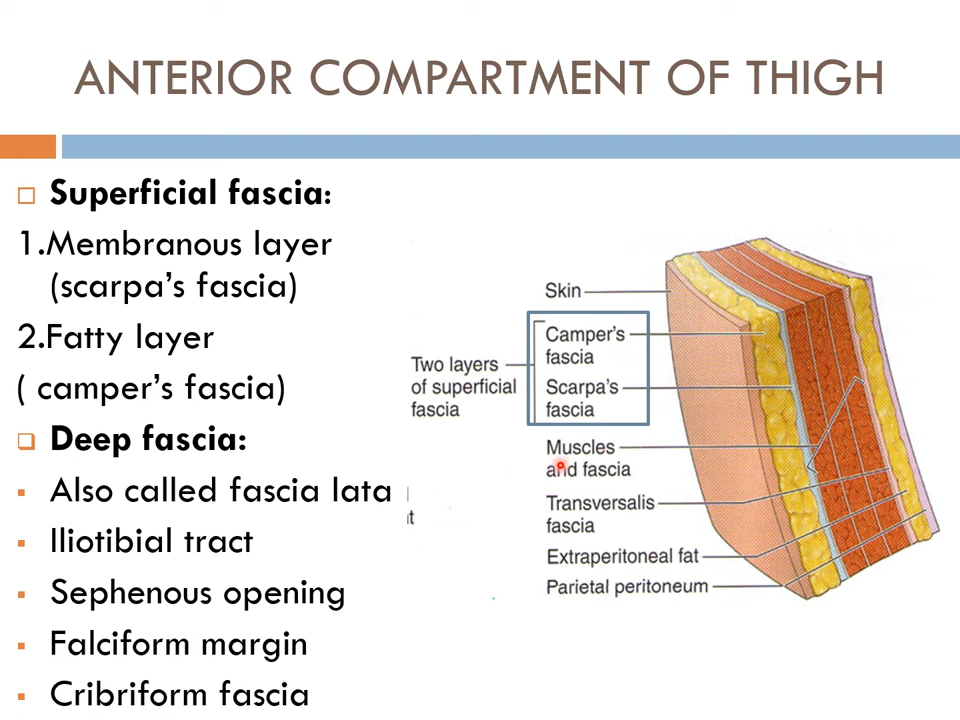 ANTERIOR COMPARTMENT OF THIGH
Superficial fascia:
1.Membranous layer
(scarpa's fascia)
2.Fatty layer
( camper's fascia)
Deep fascia:
Also called fascia lata
Iliotibial tract
Sephenous opening
Falciform margin
Cribriform fascia
Skin
Two layers
of superficial
fascia
Camper's
fascia
Scarpa's
fascia
Muscles
and fascia
Transversalis
fascia
Extraperitoneal fat
Parietal peritoneum